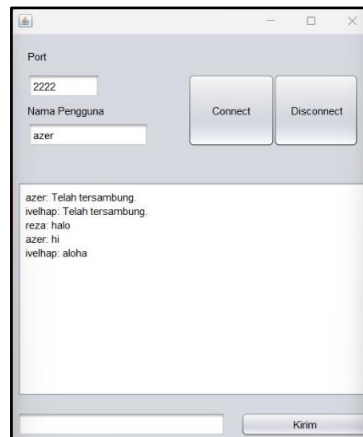 Port
2222
Nama Pengguna
azer
Connect
Disconnect
azer: Telah tersambung.
ivelhap: Telah tersambung.
reza: halo
azer: hi
ivelhap: aloha
Kirim